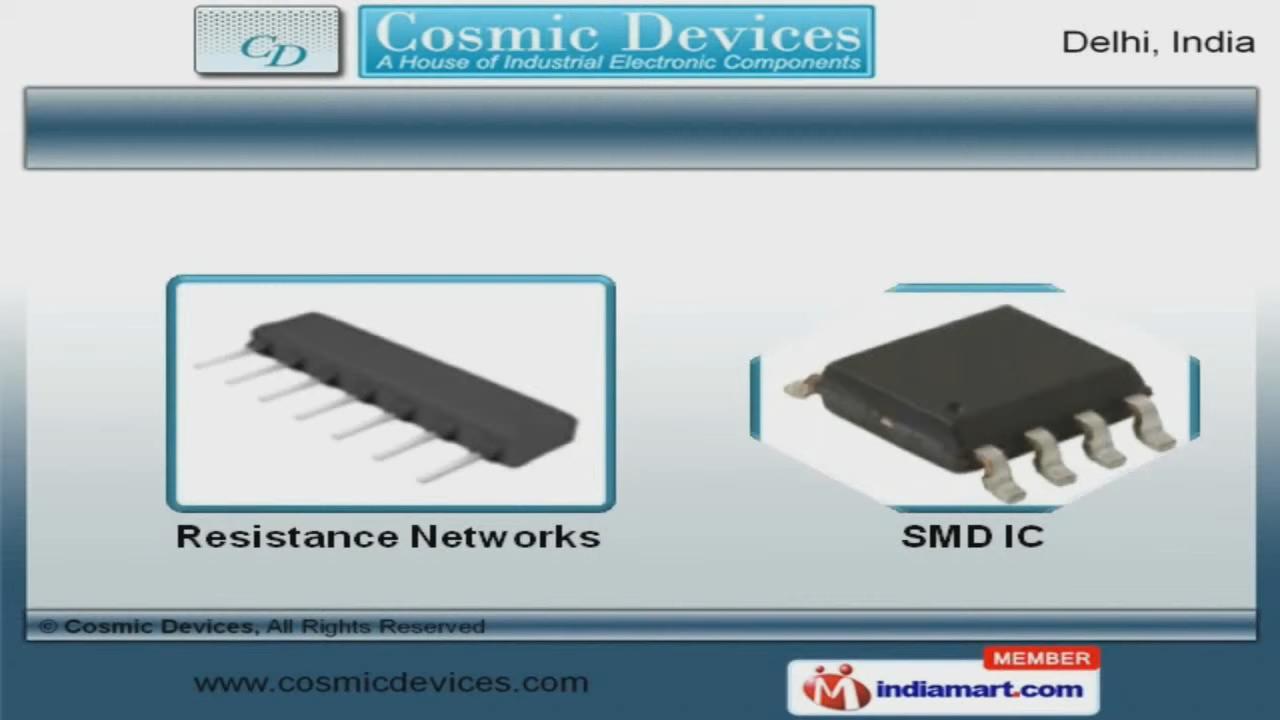 CD
Cosmic Devices
A House of Industrial Electronic Components
Delhi, India
Resistance Networks
SMD IC
© Cosmic Devices, All Rights Reserved
www.cosmicdevices.com
MEMBER
indiamart.com